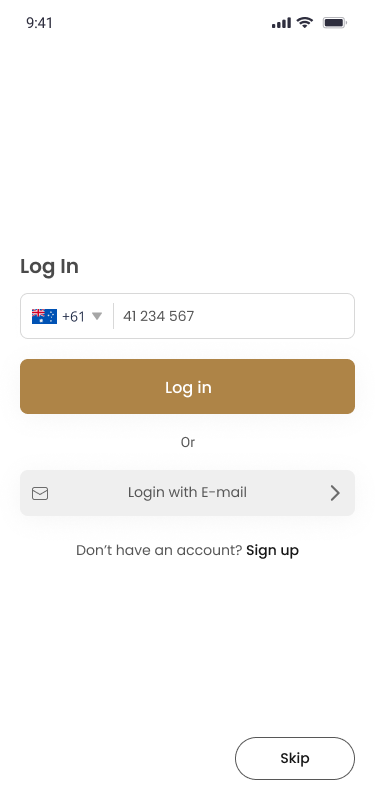 9:41
Log In
+61 41 234 567
Log in
Or
Login with E-mail
Don’t have an account? Sign up
Skip